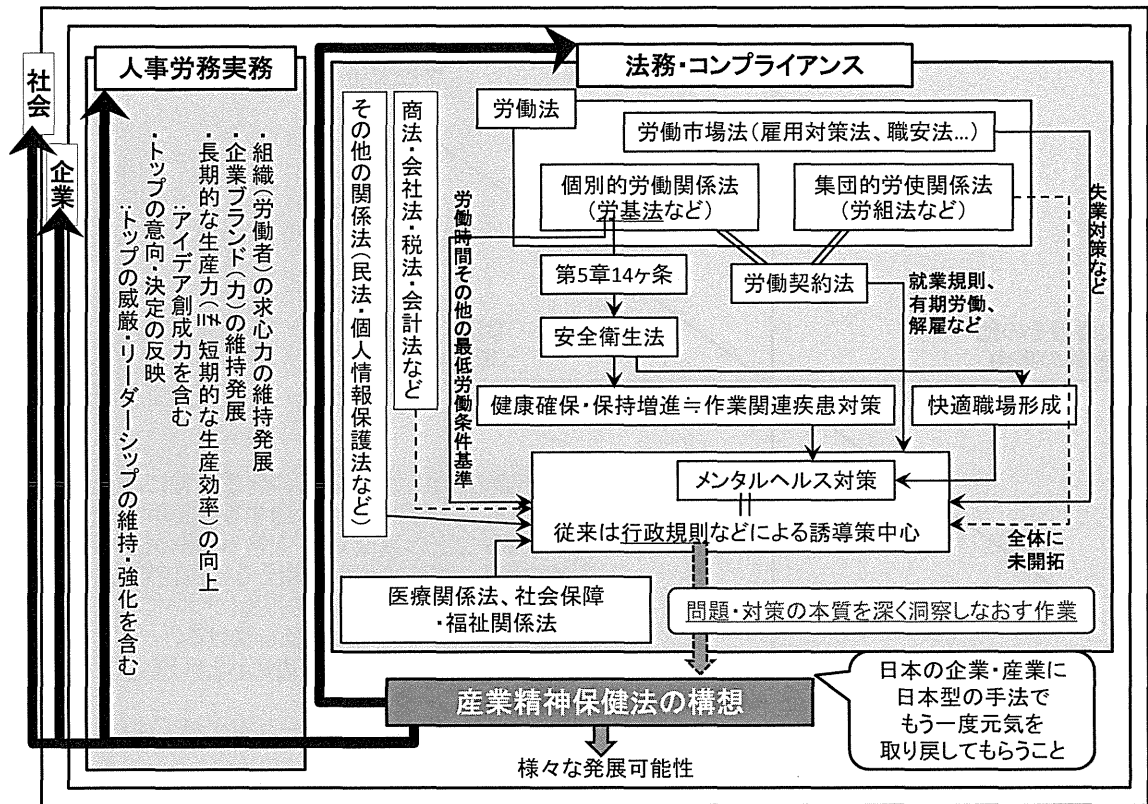 社会
企業
人事労務実務
・組織(労働者)の求心力の維持発展
・企業ブランド(力)の維持発展
・長期的な生産力(≒短期的な生産効率)の向上
:アイデア創成力を含む
・トップの意向・決定の反映
:トップの威厳・リーダーシップの維持・強化を含む
法務・コンプライアンス
その他の関係法(民法・個人情報保護法など)
商法・会社法・税法・会計法など
労働法
労働市場法(雇用対策法、職安法…)
個別的労働関係法
(労基法など)
集団的労使関係法
(労組法など)
労働時間その他の最低労働条件基準
第5章14ヶ条
労働契約法
安全衛生法
就業規則、
有期労働、
解雇など
失業対策など
健康確保・保持増進≒作業関連疾患対策
快適職場形成
メンタルヘルス対策
従来は行政規則などによる誘導策中心
全体に
未開拓
医療関係法、社会保障
・福祉関係法
問題・対策の本質を深く洞察しなおす作業
産業精神保健法の構想
日本の企業・産業に
日本型の手法で
もう一度元気を
取り戻してもらうこと
様々な発展可能性